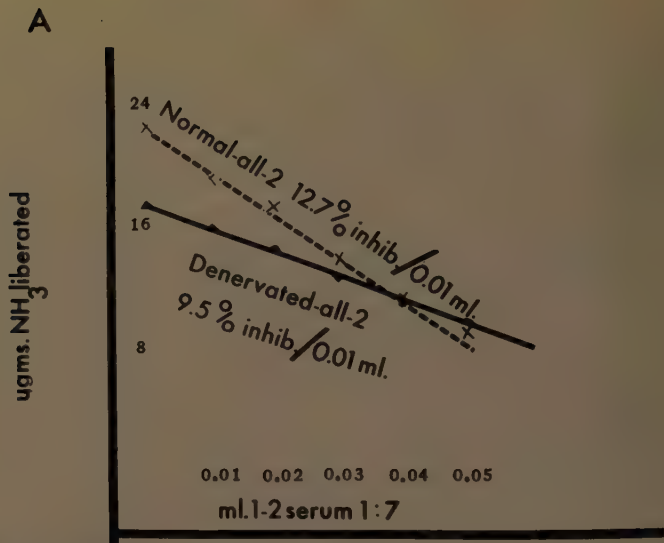 A
24
Normal-all-2 12.7% inhib./0.01 ml.
16
Denervated-all-2
9.5% inhib./0.01 ml.
8
ugms. NH3 liberated
0.01 0.02 0.03 0.04 0.05
ml.1-2 serum 1:7